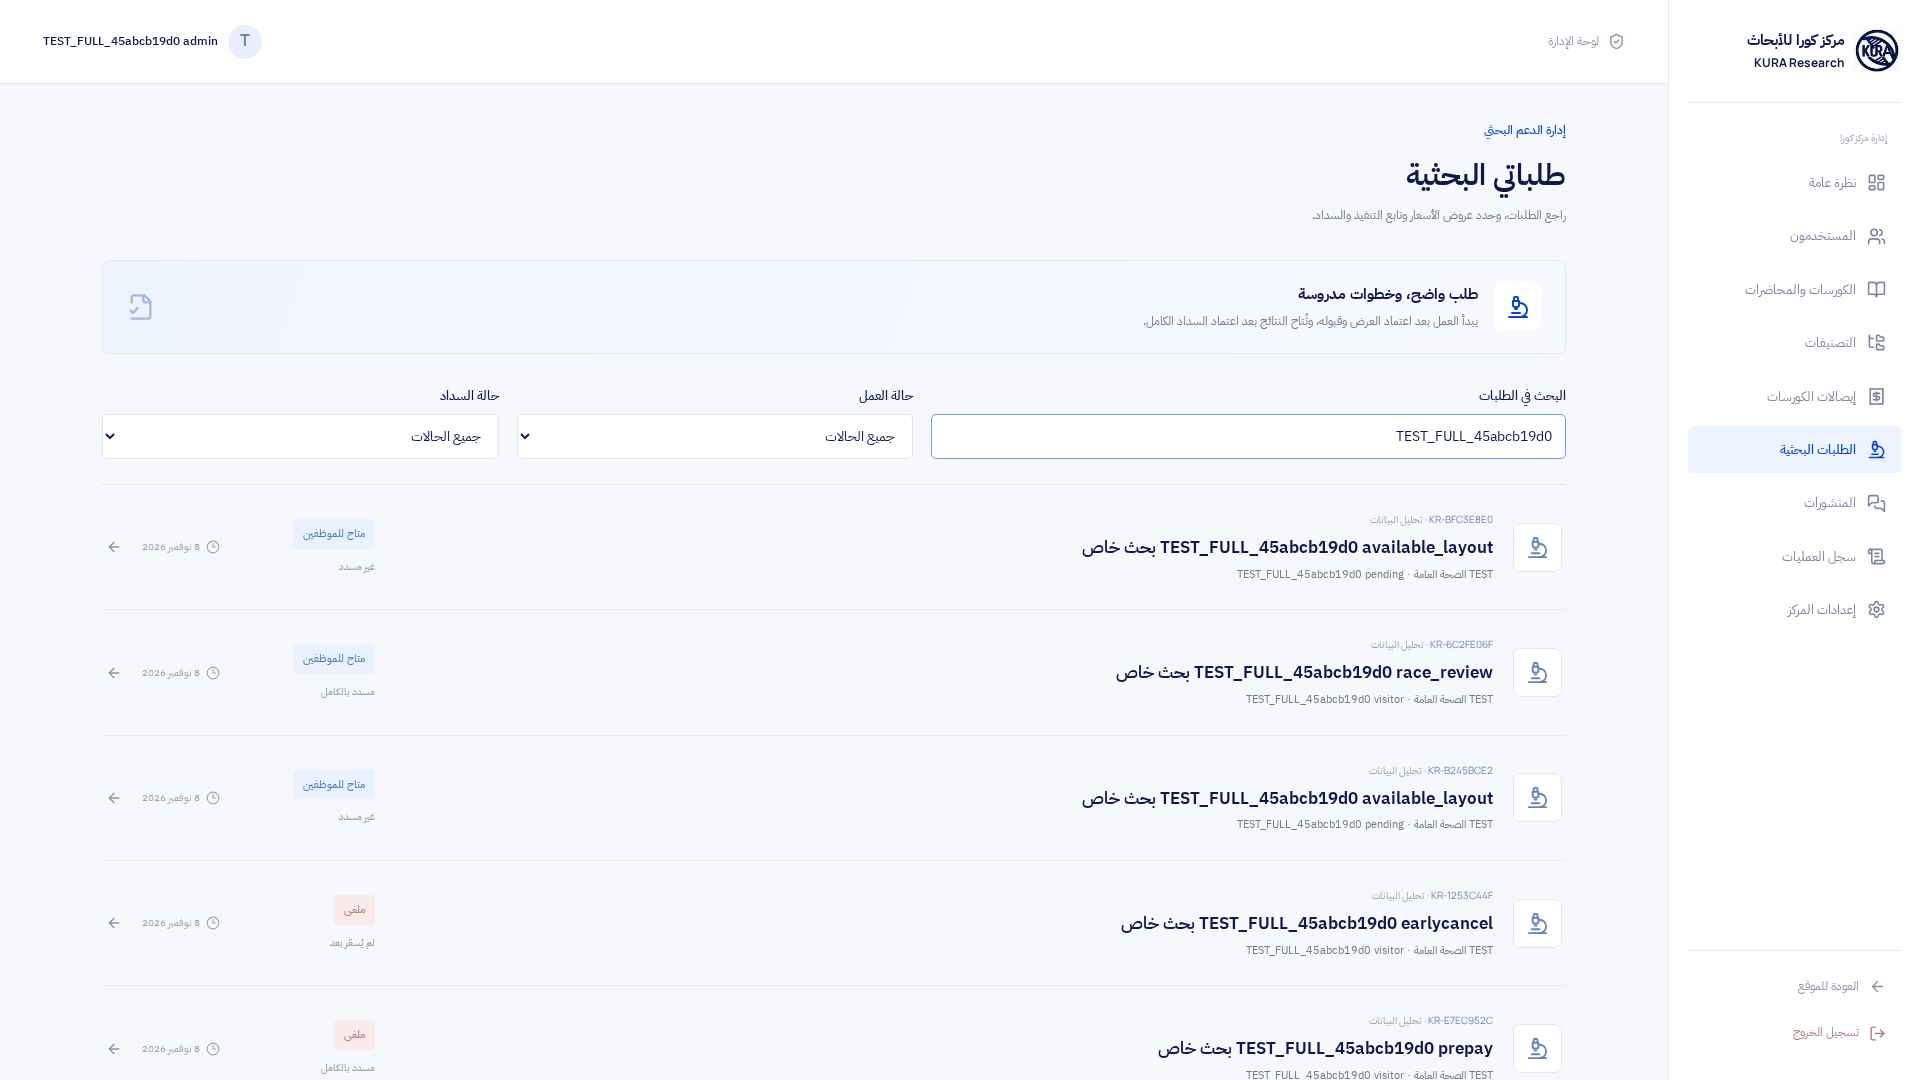 مركز كورا للأبحاث
KURA Research
KURA
إدارة مركز كورا
نظرة عامة
المستخدمون
الكورسات والمحاضرات
التصنيفات
إيصالات الكورسات
الطلبات البحثية
المنشورات
سجل العمليات
إعدادات المركز
العودة للموقع
تسجيل الخروج
لوحة الإدارة
T
TEST_FULL_45abcb19d0 admin
إدارة الدعم البحثي
طلباتي البحثية
راجع الطلبات، وحدد عروض الأسعار وتابع التنفيذ والسداد.
طلب واضح، وخطوات مدروسة
يبدأ العمل بعد اعتماد العرض وقبوله، وتُتاح النتائج بعد اعتماد السداد الكامل.
البحث في الطلبات
حالة العمل
حالة السداد
TEST_FULL_45abcb19d0
جميع الحالات
جميع الحالات
KR-BFC3E8E0 · تحليل البيانات
TEST_FULL_45abcb19d0 available_layout بحث خاص
TEST الصحة العامة · TEST_FULL_45abcb19d0 pending
متاح للموظفين
غير مسدد
8 نوفمبر 2026
KR-6C2FE06F · تحليل البيانات
TEST_FULL_45abcb19d0 race_review بحث خاص
TEST الصحة العامة · TEST_FULL_45abcb19d0 visitor
متاح للموظفين
مسدد بالكامل
8 نوفمبر 2026
KR-B245BCE2 · تحليل البيانات
TEST_FULL_45abcb19d0 available_layout بحث خاص
TEST الصحة العامة · TEST_FULL_45abcb19d0 pending
متاح للموظفين
غير مسدد
8 نوفمبر 2026
KR-1253C44F · تحليل البيانات
TEST_FULL_45abcb19d0 earlycancel بحث خاص
TEST الصحة العامة · TEST_FULL_45abcb19d0 visitor
ملغى
لم يُسعّر بعد
8 نوفمبر 2026
KR-E7EC952C · تحليل البيانات
TEST_FULL_45abcb19d0 prepay بحث خاص
TEST الصحة العامة · TEST_FULL_45abcb19d0 visitor
ملغى
مسدد بالكامل
8 نوفمبر 2026